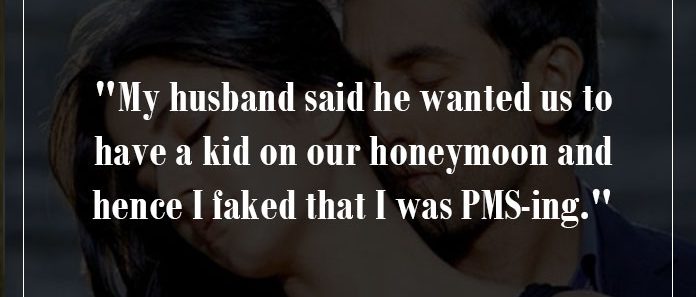 "My husband said he wanted us to
have a kid on our honeymoon and
hence I faked that I was PMS-ing."